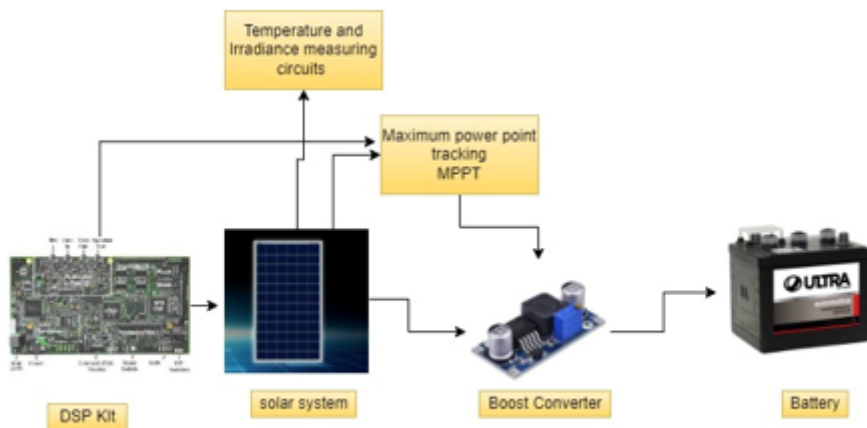 Temperature and
Irradiance measuring
circuits
Maximum power point
tracking
MPPT
ULTRA
DSP KIt
solar system
Boost Converter
Battery